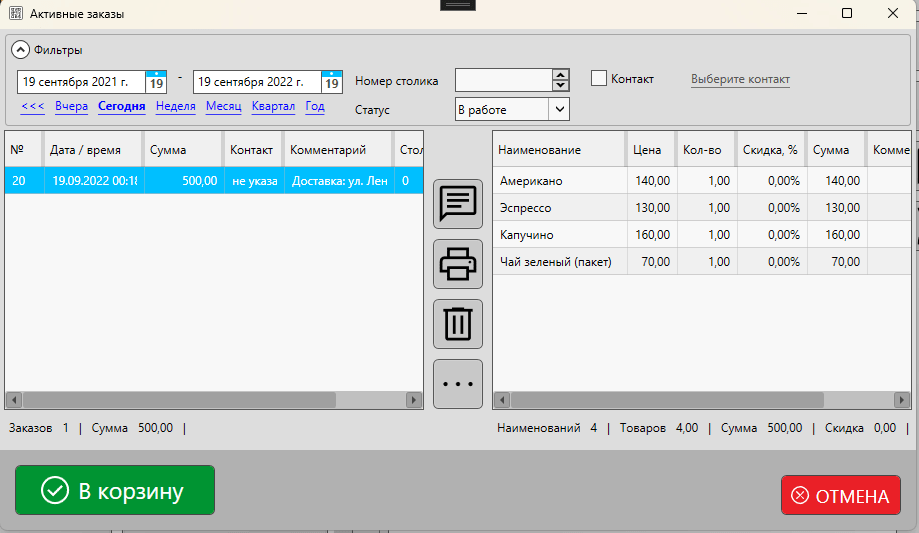 Активные заказы
Фильтры
19 сентября 2021 г. 19 - 19 сентября 2022 г. 19 Номер столика Контакт Выберите контакт
<<< Вчера Сегодня Неделя Месяц Квартал Год Статус В работе
№ Дата / время Сумма Контакт Комментарий Стол
20 19.09.2022 00:18 500,00 не указа Доставка: ул. Лен 0
Наименование Цена Кол-во Скидка, % Сумма Комме
Американо 140,00 1,00 0,00% 140,00
Эспрессо 130,00 1,00 0,00% 130,00
Капучино 160,00 1,00 0,00% 160,00
Чай зеленый (пакет) 70,00 1,00 0,00% 70,00
Заказов 1 | Сумма 500,00 |
Наименований 4 | Товаров 4,00 | Сумма 500,00 | Скидка 0,00 |
В корзину
ОТМЕНА